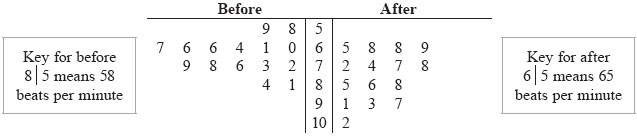 Before After
9 8 5
7 6 6 4 1 0 6 5 8 8 9
9 8 6 3 2 7 2 4 7 8
4 1 8 5 6 8
9 1 3 7
10 2
Key for before
8|5 means 58
beats per minute
Key for after
6|5 means 65
beats per minute